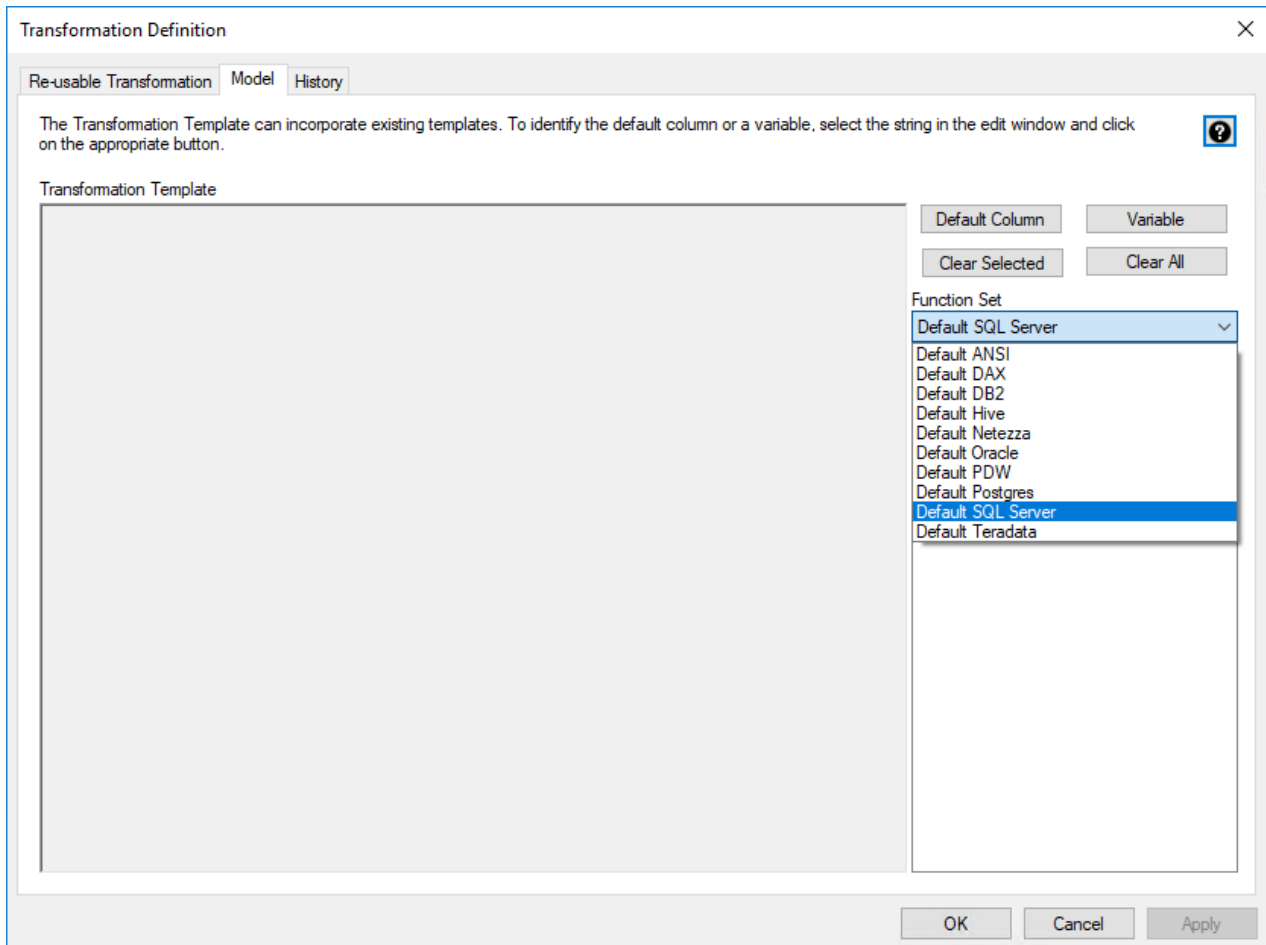 Transformation Definition
Re-usable Transformation
Model
History
The Transformation Template can incorporate existing templates. To identify the default column or a variable, select the string in the edit window and click
on the appropriate button.
?
Transformation Template
Default Column
Variable
Clear Selected
Clear All
Function Set
Default SQL Server
Default ANSI
Default DAX
Default DB2
Default Hive
Default Netezza
Default Oracle
Default PDW
Default Postgres
Default SQL Server
Default Teradata
OK
Cancel
Apply